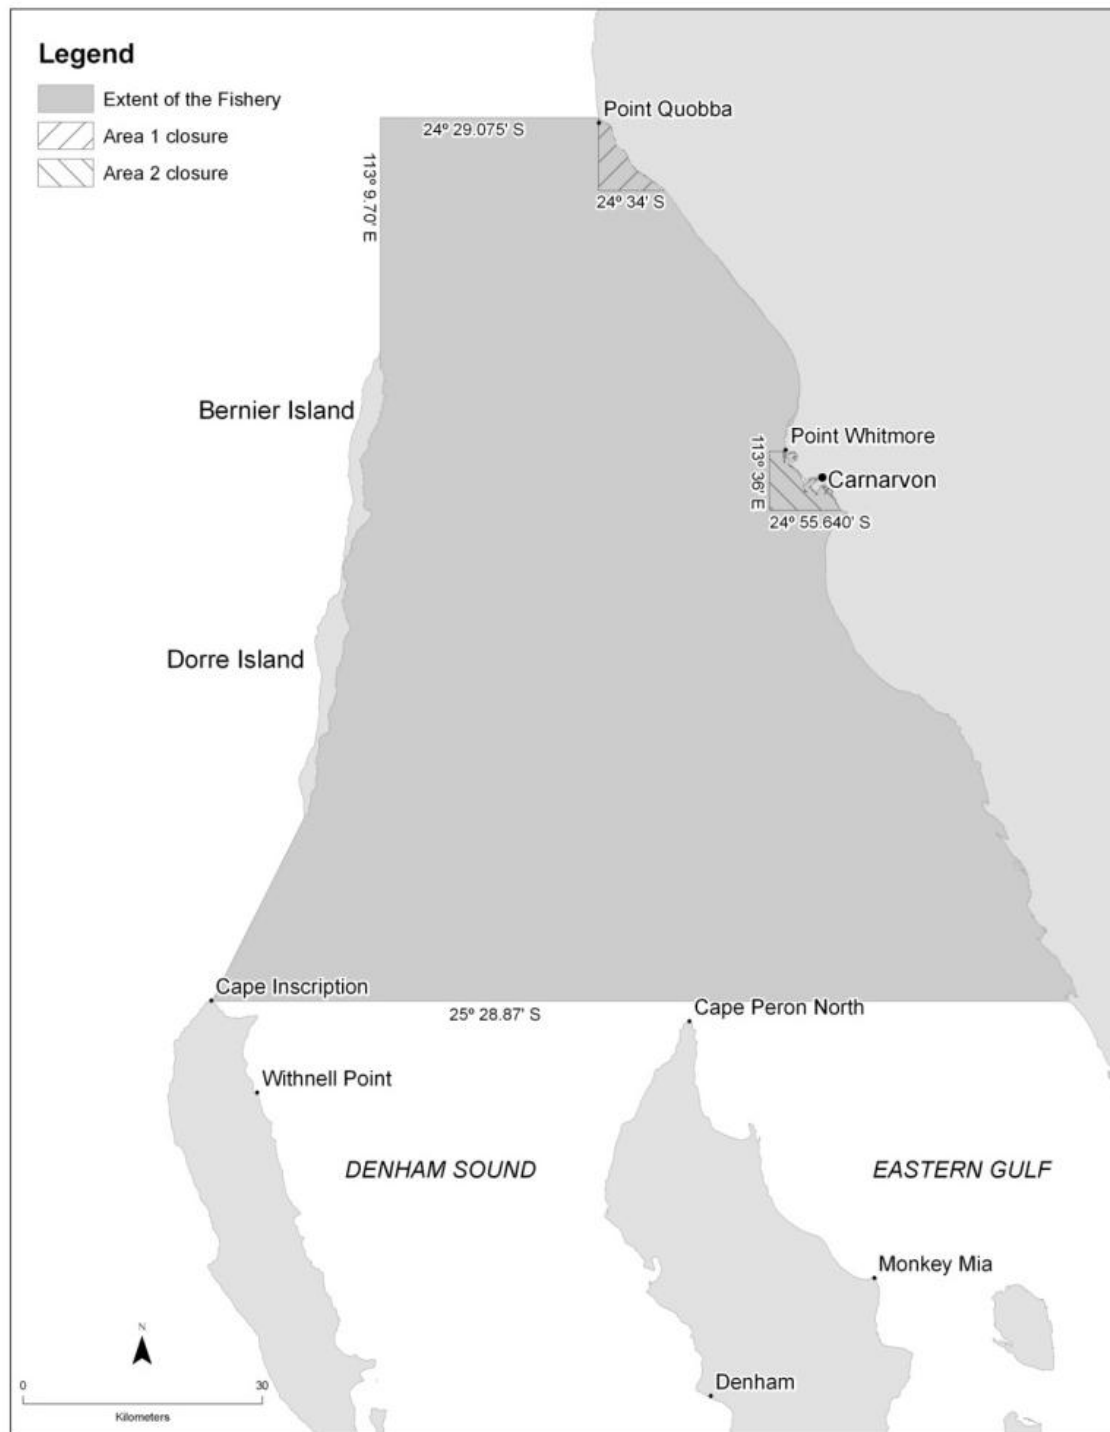 Legend
Extent of the Fishery
Area 1 closure
Area 2 closure
Point Quobba
24º 29.075' S
113º 9.70' E
24º 34' S
Bernier Island
Point Whitmore
113º 36' E
Carnarvon
24º 55.640' S
Dorre Island
Cape Inscription
25º 28.87' S
Cape Peron North
Withnell Point
DENHAM SOUND
EASTERN GULF
Monkey Mia
N
0 30
Kilometers
Denham